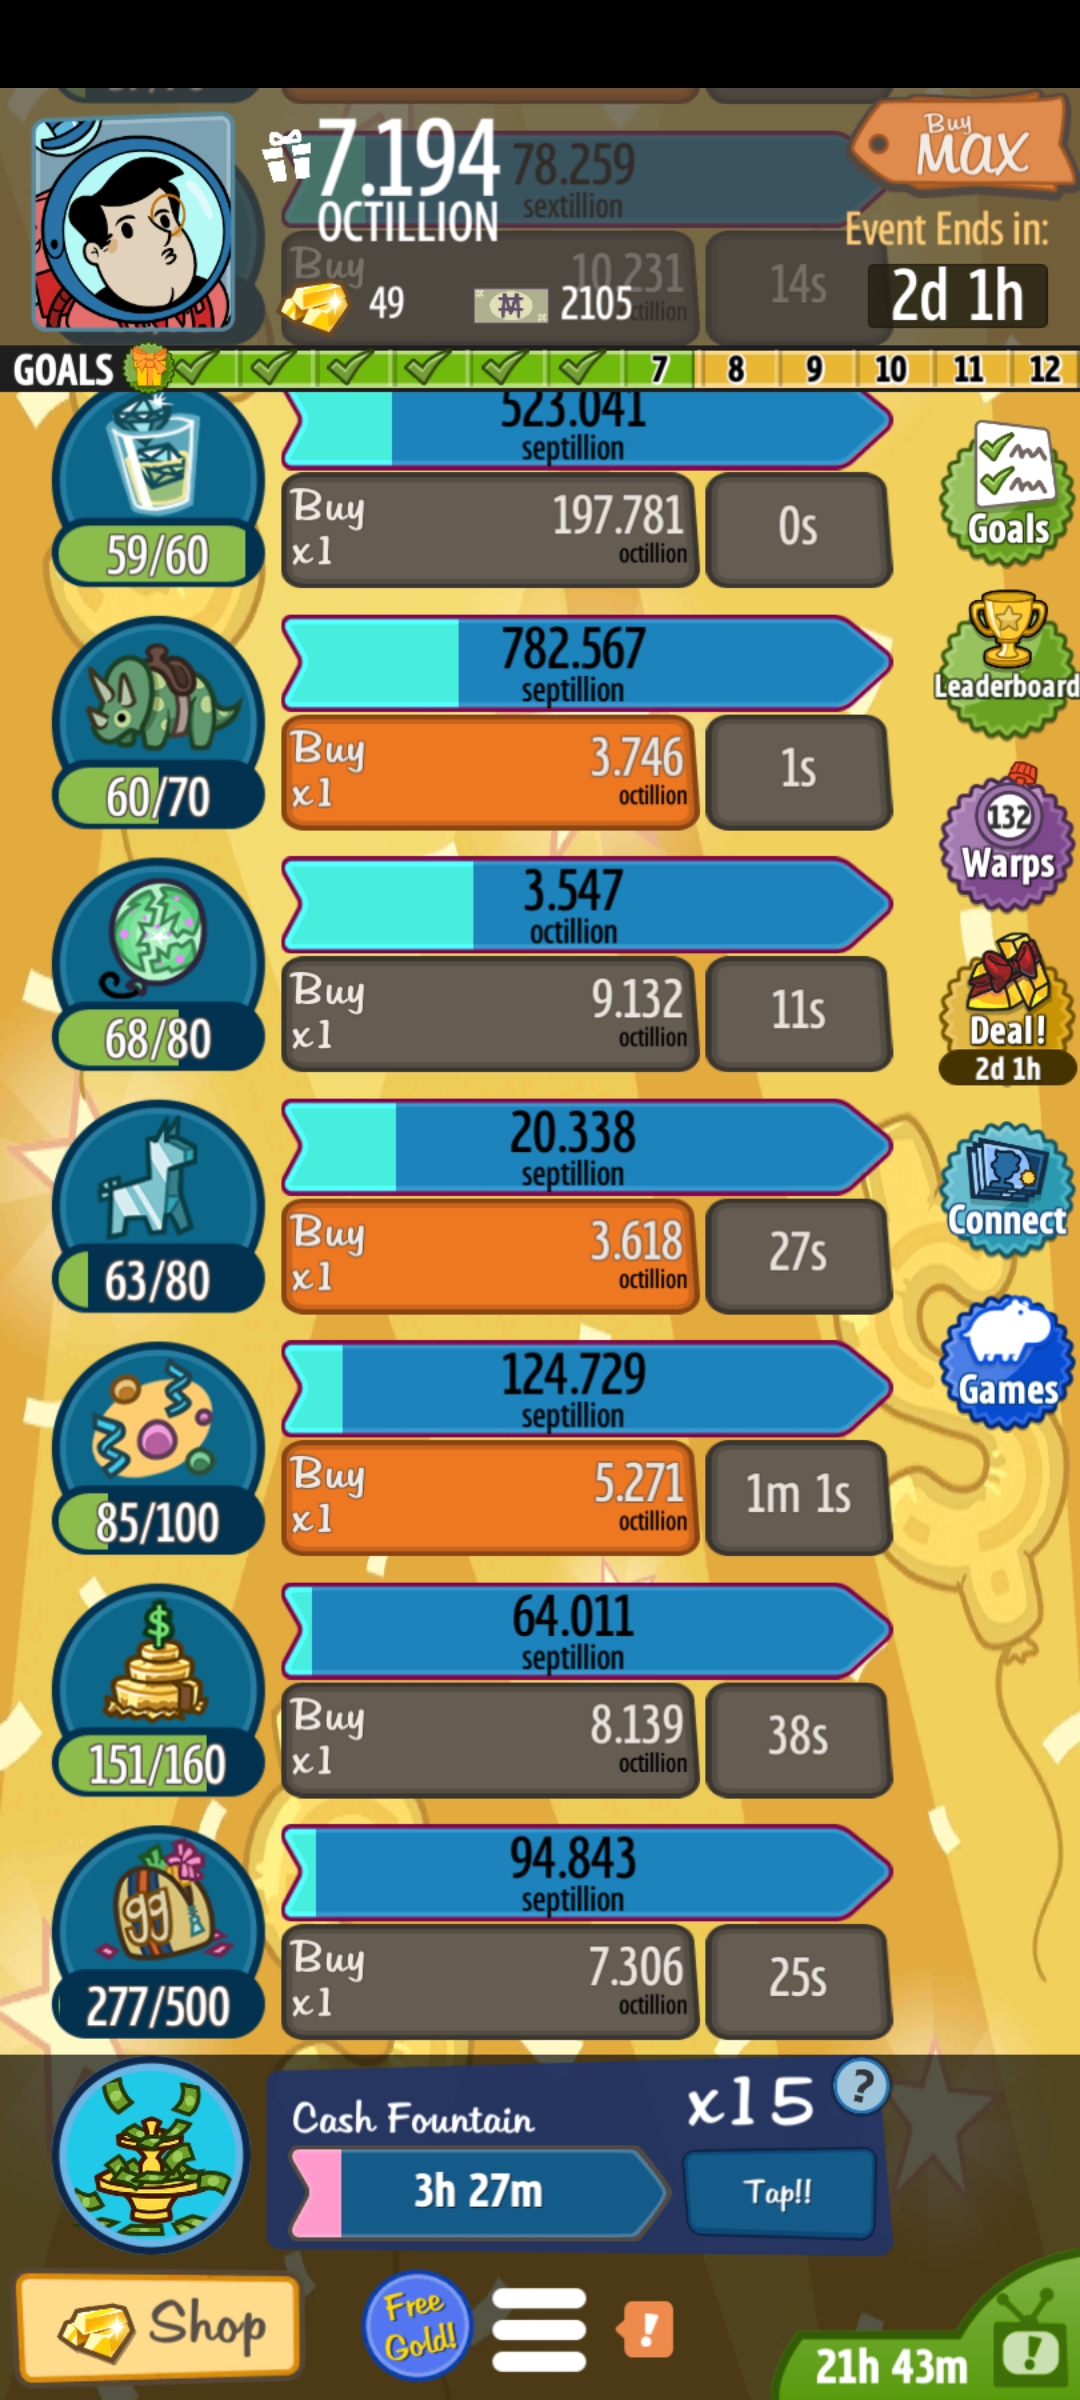 7.194
OCTILLION
78.259
sextillion
Buy
MAX
Event Ends in:
2d 1h
Buy
10.231
14s
49
2105
GOALS
7 8 9 10 11 12
523.041
septillion
59/60
Buy
x1
197.781
octillion
0s
Goals
782.567
septillion
60/70
Buy
x1
3.746
octillion
1s
Leaderboard
3.547
octillion
68/80
Buy
x1
9.132
octillion
11s
132
Warps
Deal!
2d 1h
20.338
septillion
63/80
Buy
x1
3.618
octillion
27s
Connect
124.729
septillion
85/100
Buy
x1
5.271
octillion
1m 1s
Games
$
64.011
septillion
151/160
Buy
x1
8.139
octillion
38s
99
94.843
septillion
277/500
Buy
x1
7.306
octillion
25s
Cash Fountain
x15
?
3h 27m
Tap!!
Shop
Free
Gold!
!
21h 43m
!